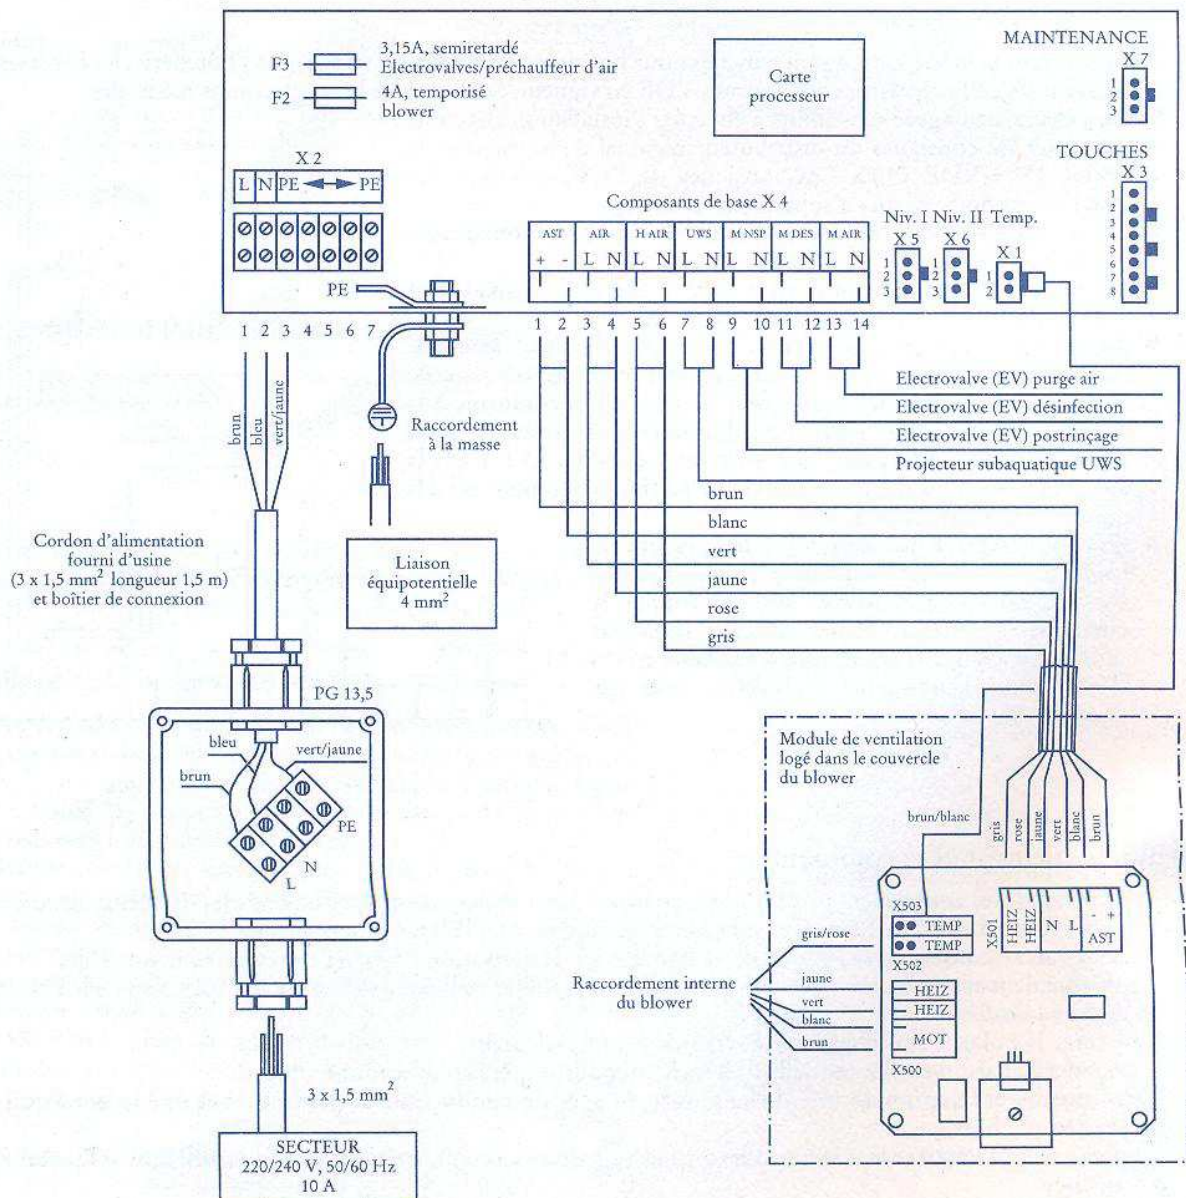 3,15A, semiretardé
F3 Electrovalves/préchauffeur d'air
4A, temporisé
F2 blower
Carte
processeur
MAINTENANCE
X 7
1
2
3
TOUCHES
X 3
1
2
3
4
5
6
7
8
X 2
L N PE PE
PE
1 2 3 4 5 6 7
Composants de base X 4
AST AIR H AIR UWS M NSP M DES M AIR
+ - L N L N L N L N L N L N
1 2 3 4 5 6 7 8 9 10 11 12 13 14
Niv. I Niv. II Temp.
X 5 X 6 X 1
1 1 1
2 2 2
3 3
brun
bleu
vert/jaune
Raccordement
à la masse
Liaison
équipotentielle
4 mm²
Electrovalve (EV) purge air
Electrovalve (EV) désinfection
Electrovalve (EV) postrinçage
Projecteur subaquatique UWS
brun
blanc
vert
jaune
rose
gris
Cordon d'alimentation
fourni d'usine
(3 x 1,5 mm² longueur 1,5 m)
et boîtier de connexion
PG 13,5
bleu
vert/jaune
brun
PE
N
L
3 x 1,5 mm²
SECTEUR
220/240 V, 50/60 Hz
10 A
Module de ventilation
logé dans le couvercle
du blower
brun/blanc
gris
rose
jaune
vert
blanc
brun
X503
TEMP
TEMP
X502
HEIZ
HEIZ
MOT
X500
X501
HEIZ
HEIZ
N
L
- +
AST
gris/rose
jaune
vert
blanc
brun
Raccordement interne
du blower